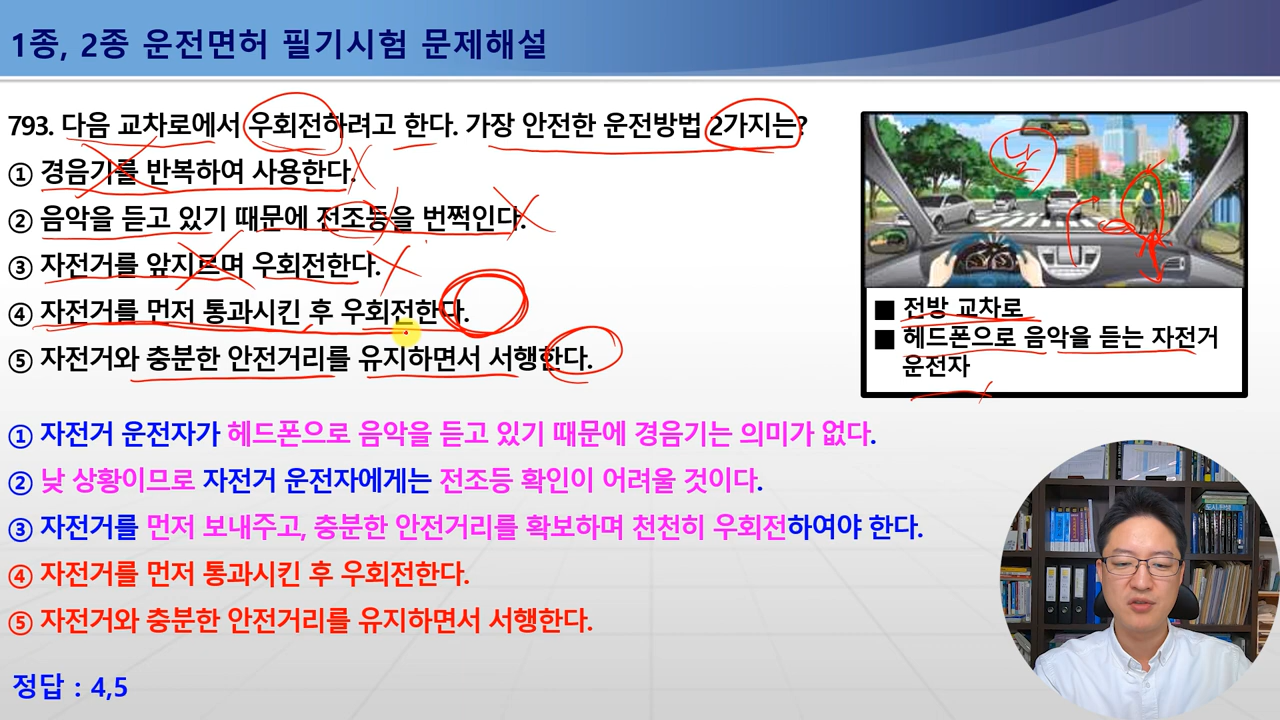 1종, 2종 운전면허 필기시험 문제해설
793. 다음 교차로에서 우회전하려고 한다. 가장 안전한 운전방법 2가지는?
① 경음기를 반복하여 사용한다.
② 음악을 듣고 있기 때문에 전조등을 번쩍인다.
③ 자전거를 앞지르며 우회전한다.
④ 자전거를 먼저 통과시킨 후 우회전한다.
⑤ 자전거와 충분한 안전거리를 유지하면서 서행한다.
낮
■ 전방 교차로
■ 헤드폰으로 음악을 듣는 자전거
운전자
① 자전거 운전자가 헤드폰으로 음악을 듣고 있기 때문에 경음기는 의미가 없다.
② 낮 상황이므로 자전거 운전자에게는 전조등 확인이 어려울 것이다.
③ 자전거를 먼저 보내주고, 충분한 안전거리를 확보하며 천천히 우회전하여야 한다.
④ 자전거를 먼저 통과시킨 후 우회전한다.
⑤ 자전거와 충분한 안전거리를 유지하면서 서행한다.
정답 : 4,5